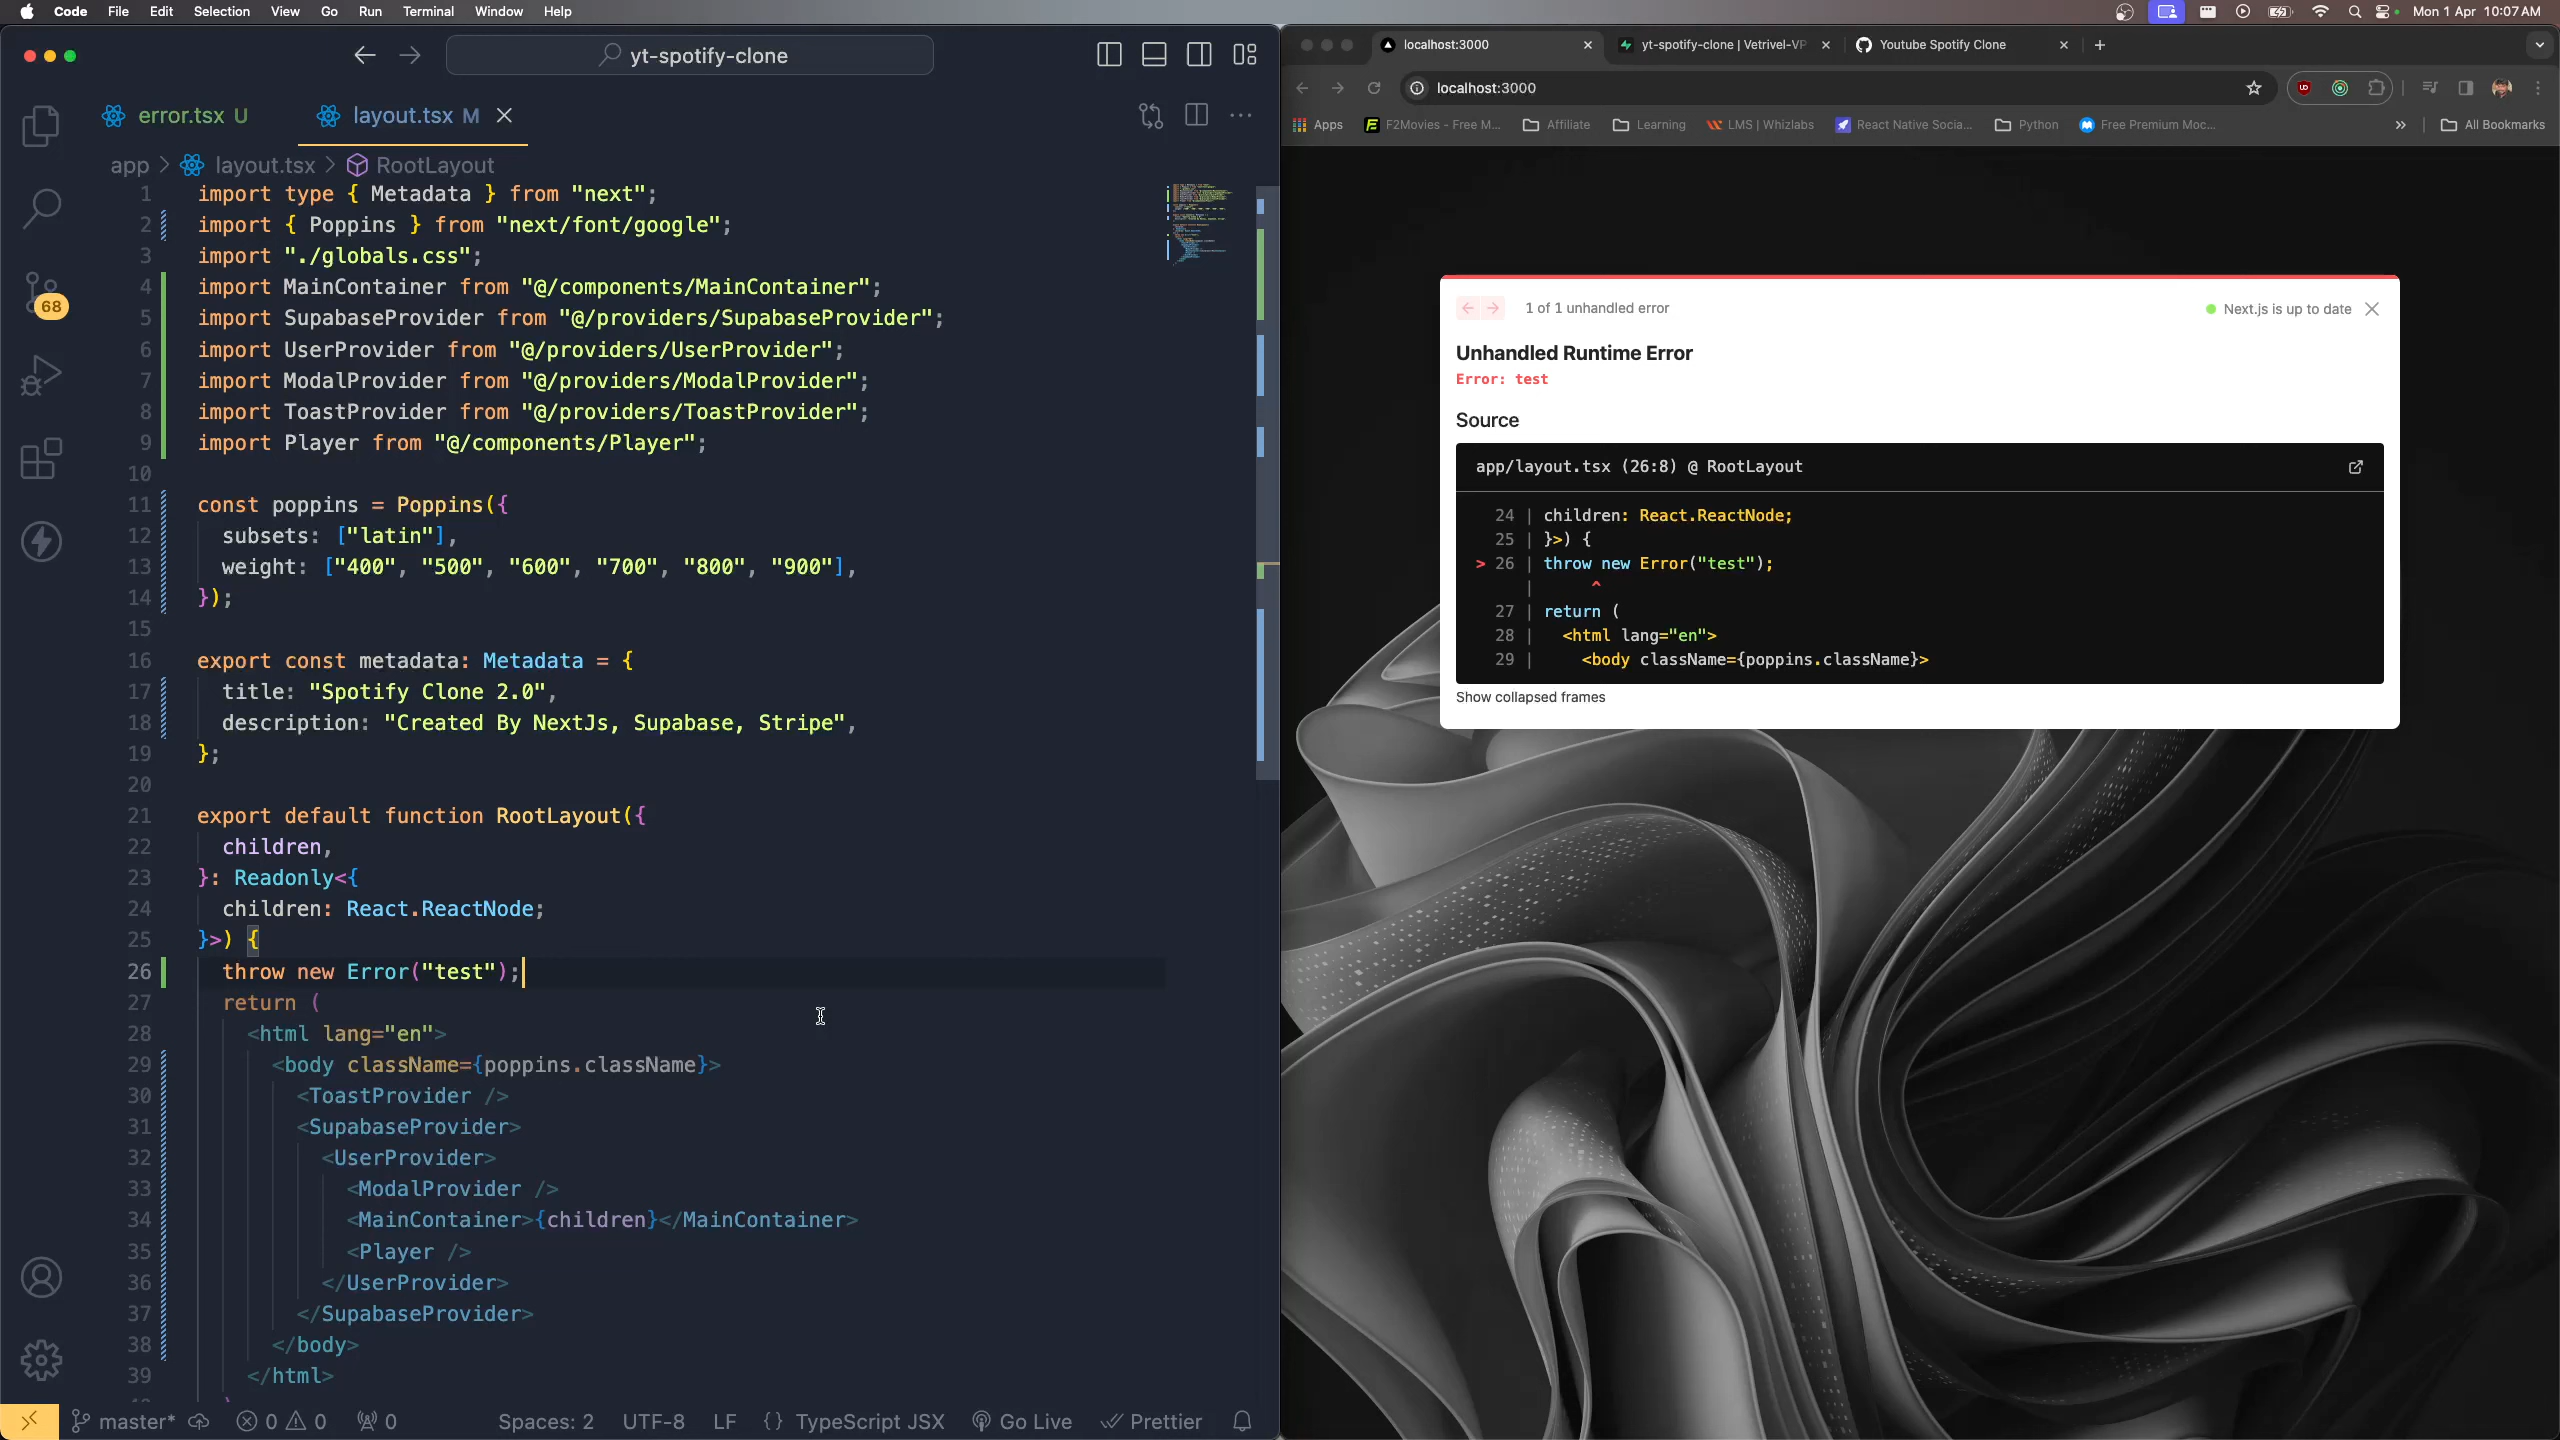 Code File Edit Selection View Go Run Terminal Window Help
Mon 1 Apr 10:07 AM
yt-spotify-clone
error.tsx U
layout.tsx M
app > layout.tsx > RootLayout
68
1 import type { Metadata } from "next";
2 import { Poppins } from "next/font/google";
3 import "./globals.css";
4 import MainContainer from "@/components/MainContainer";
5 import SupabaseProvider from "@/providers/SupabaseProvider";
6 import UserProvider from "@/providers/UserProvider";
7 import ModalProvider from "@/providers/ModalProvider";
8 import ToastProvider from "@/providers/ToastProvider";
9 import Player from "@/components/Player";
10
11 const poppins = Poppins({
12 subsets: ["latin"],
13 weight: ["400", "500", "600", "700", "800", "900"],
14 });
15
16 export const metadata: Metadata = {
17 title: "Spotify Clone 2.0",
18 description: "Created By NextJs, Supabase, Stripe",
19 };
20
21 export default function RootLayout({
22 children,
23 }: Readonly<{
24 children: React.ReactNode;
25 }>) {
26 throw new Error("test");
27 return (
28 <html lang="en">
29 <body className={poppins.className}>
30 <ToastProvider />
31 <SupabaseProvider>
32 <UserProvider>
33 <ModalProvider />
34 <MainContainer>{children}</MainContainer>
35 <Player />
36 </UserProvider>
37 </SupabaseProvider>
38 </body>
39 </html>
master* 0 0 0 Spaces: 2 UTF-8 LF {} TypeScript JSX Go Live Prettier
localhost:3000
yt-spotify-clone | Vetrivel-VP
Youtube Spotify Clone
localhost:3000
Apps F2Movies - Free M... Affiliate Learning LMS | Whizlabs React Native Socia... Python Free Premium Moc... » All Bookmarks
1 of 1 unhandled error
Next.js is up to date
Unhandled Runtime Error
Error: test
Source
app/layout.tsx (26:8) @ RootLayout
24 | children: React.ReactNode;
25 | }>) {
> 26 | throw new Error("test");
| ^
27 | return (
28 | <html lang="en">
29 | <body className={poppins.className}>
Show collapsed frames